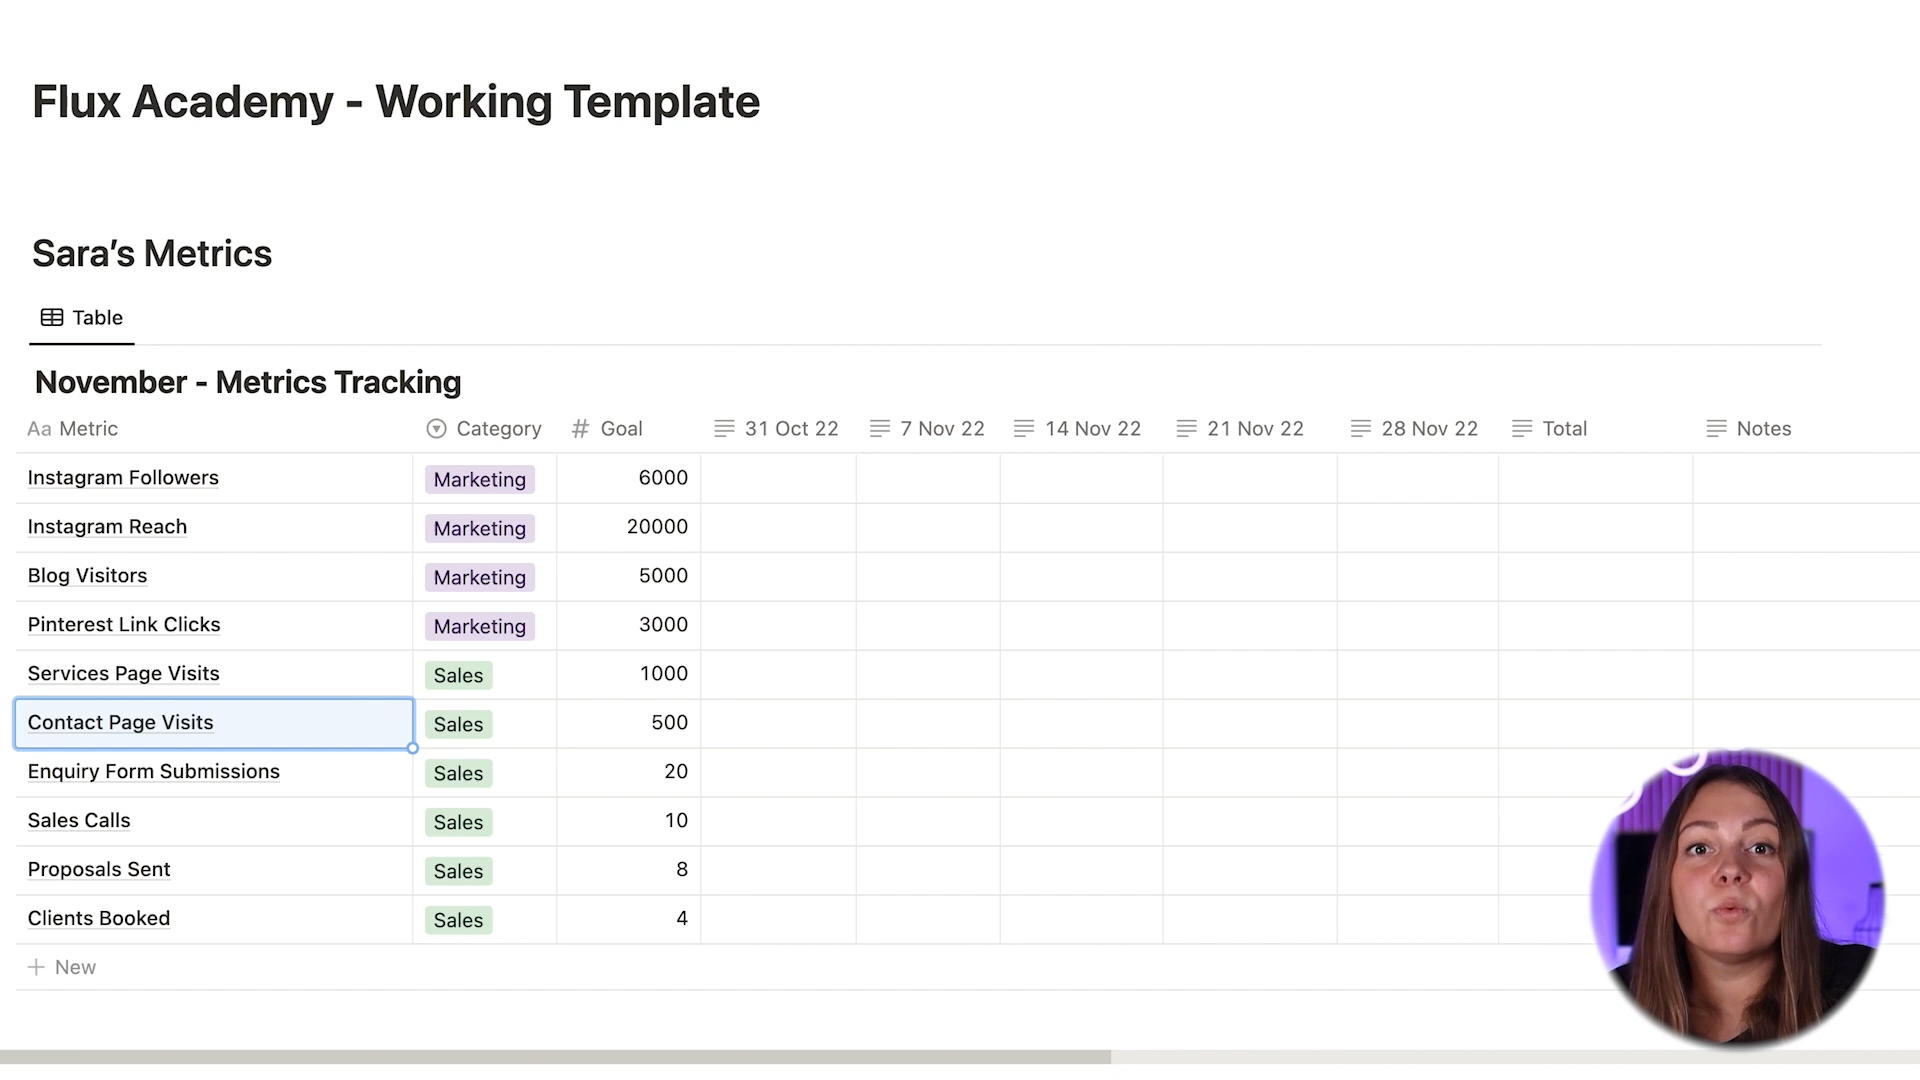 Flux Academy - Working Template
Sara's Metrics
Table
November - Metrics Tracking
Aa Metric Category # Goal 31 Oct 22 7 Nov 22 14 Nov 22 21 Nov 22 28 Nov 22 Total Notes
Instagram Followers Marketing 6000
Instagram Reach Marketing 20000
Blog Visitors Marketing 5000
Pinterest Link Clicks Marketing 3000
Services Page Visits Sales 1000
Contact Page Visits Sales 500
Enquiry Form Submissions Sales 20
Sales Calls Sales 10
Proposals Sent Sales 8
Clients Booked Sales 4
+ New